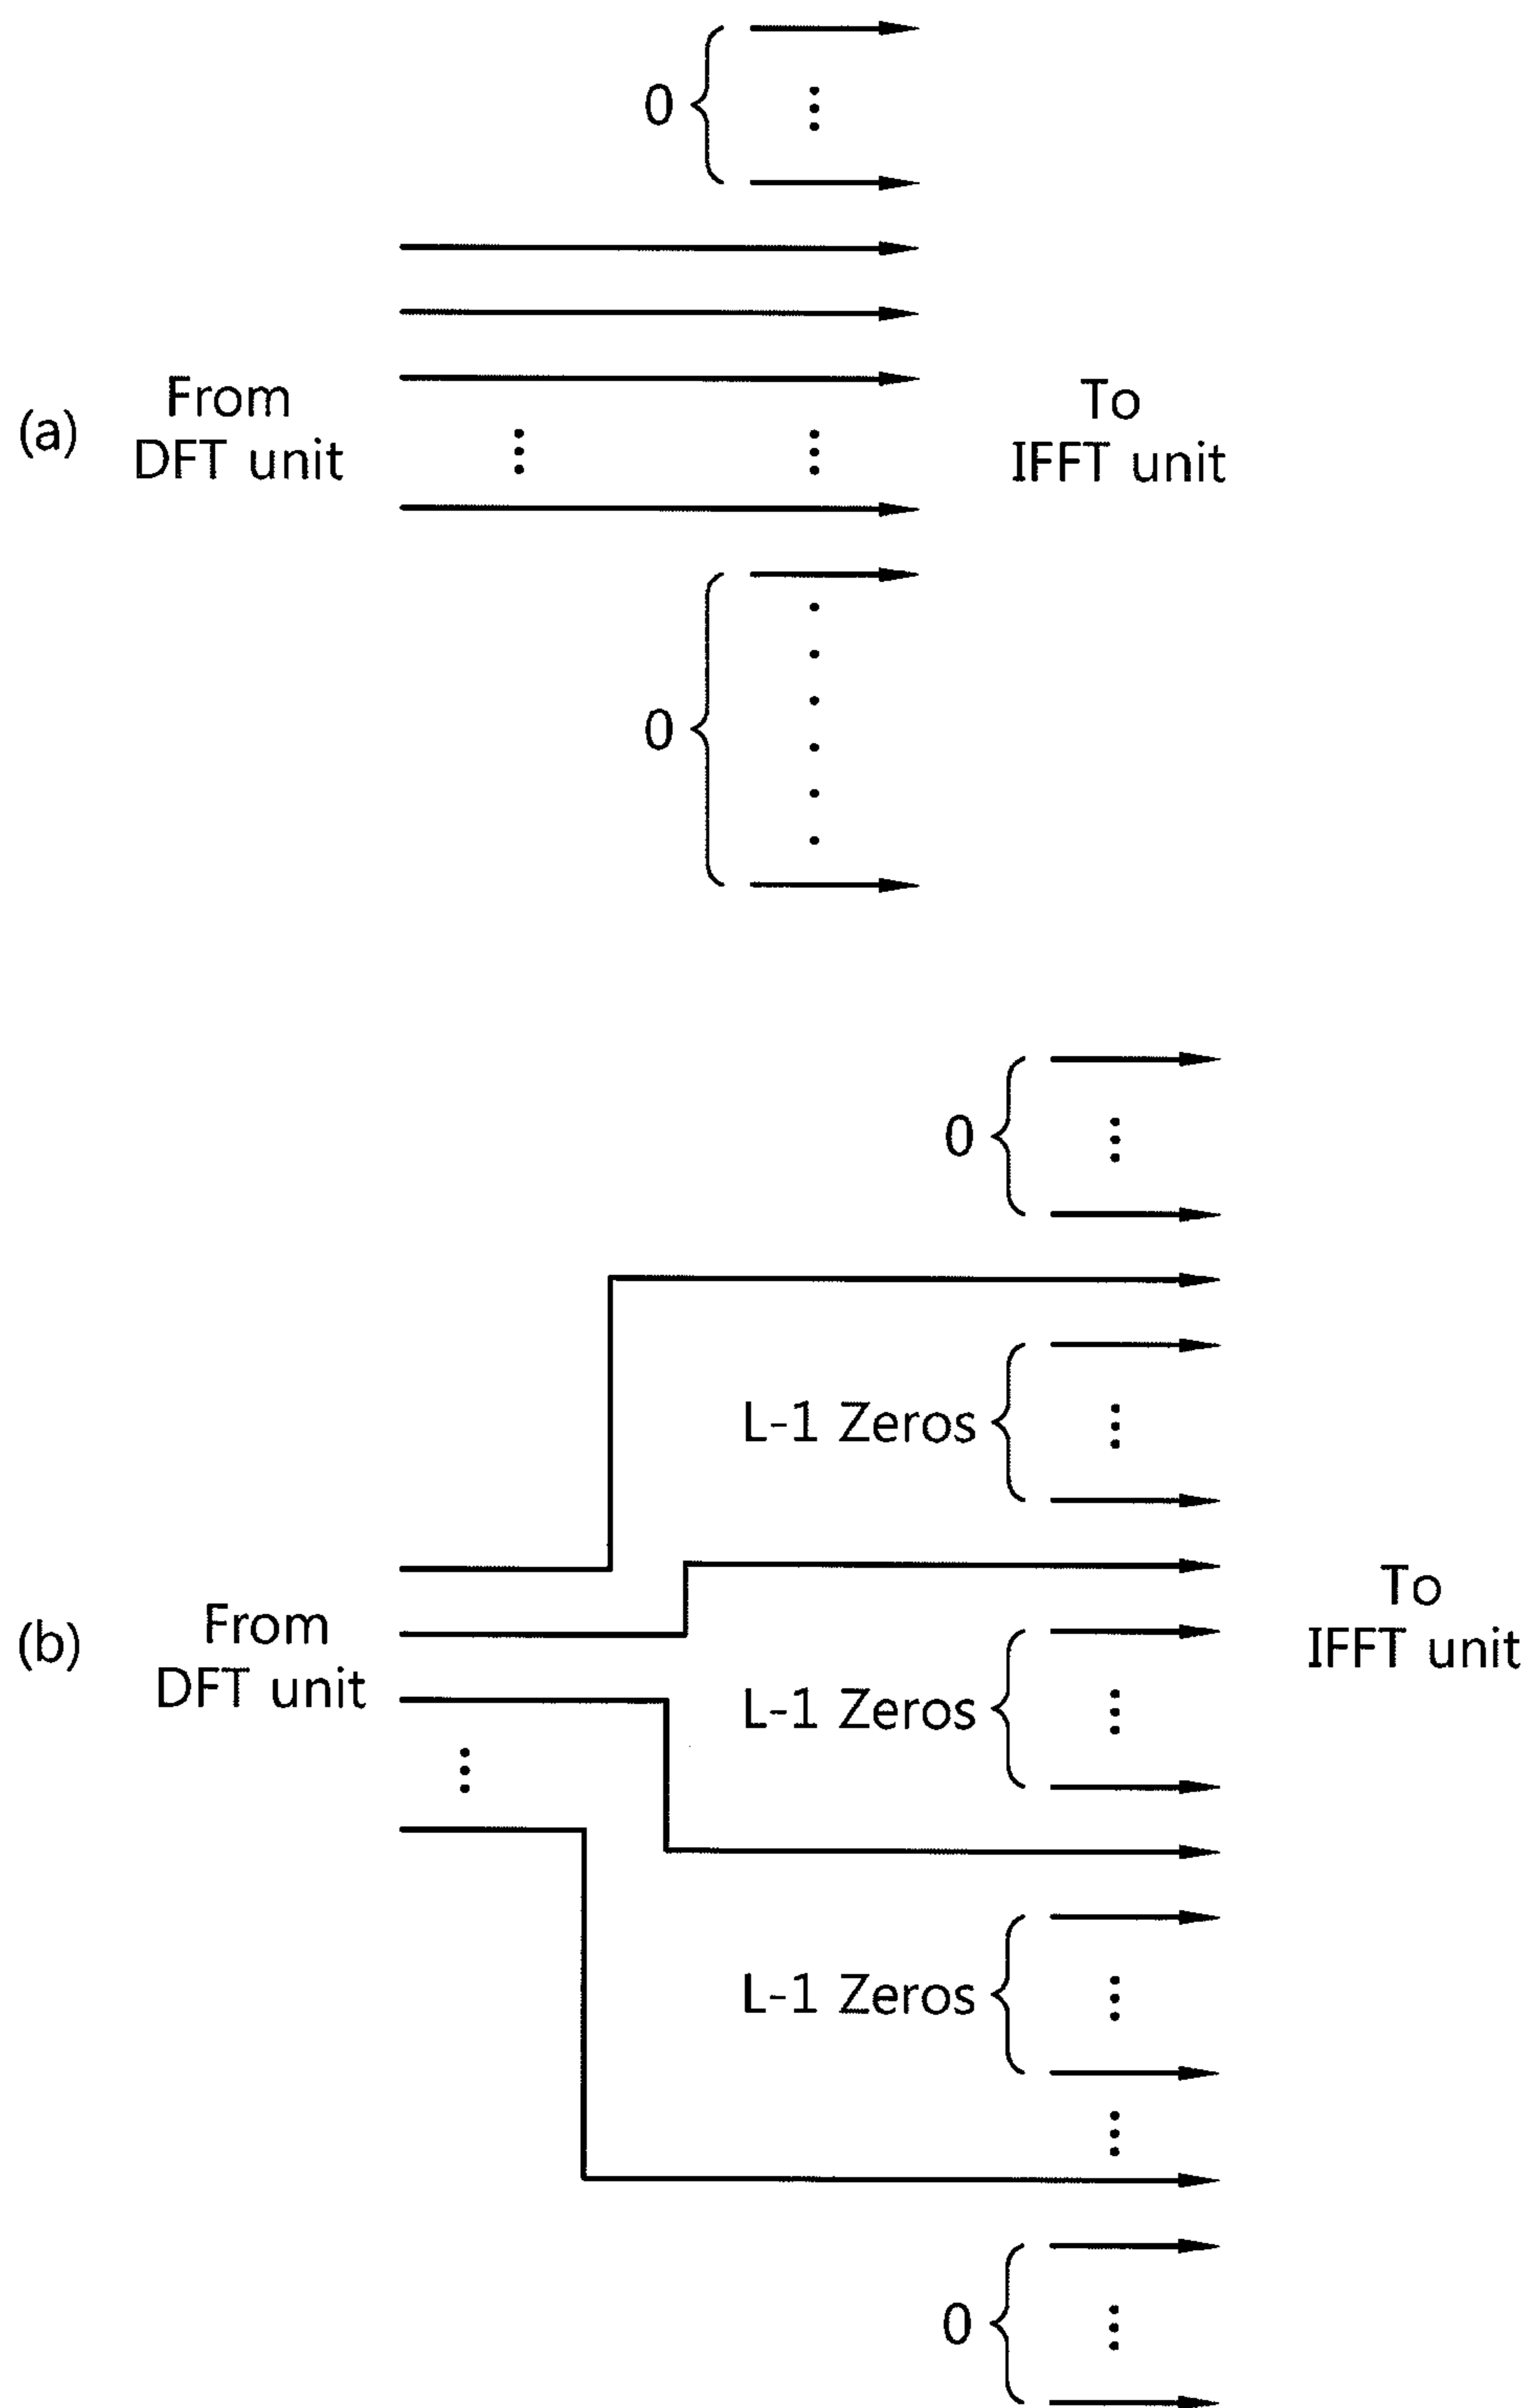 0
(a)
From
DFT unit
To
IFFT unit
0
0
L-1 Zeros
(b)
From
DFT unit
To
IFFT unit
L-1 Zeros
L-1 Zeros
0